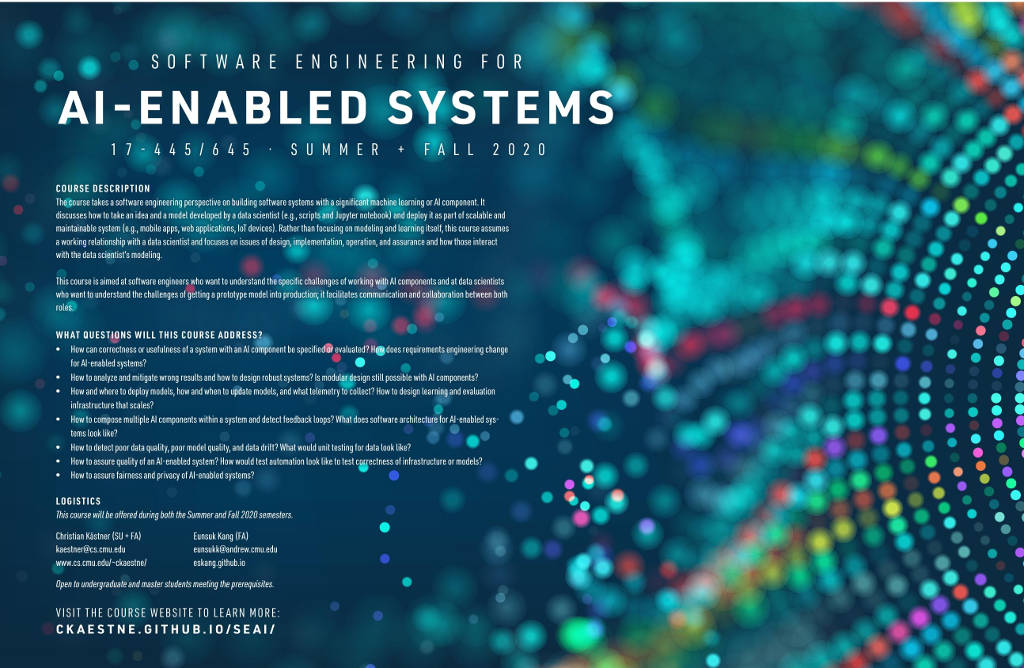 SOFTWARE ENGINEERING FOR
AI-ENABLED SYSTEMS
17-445/645 · SUMMER + FALL 2020
COURSE DESCRIPTION
The course takes a software engineering perspective on building software systems with a significant machine learning or AI component. It
discusses how to take an idea and a model developed by a data scientist (e.g., scripts and Jupyter notebook) and deploy it as part of scalable and
maintainable system (e.g., mobile apps, web applications, IoT devices). Rather than focusing on modeling and learning itself, this course assumes
a working relationship with a data scientist and focuses on issues of design, implementation, operation, and assurance and how those interact
with the data scientist's modeling.
This course is aimed at software engineers who want to understand the specific challenges of working with AI components and at data scientists
who want to understand the challenges of getting a prototype model into production; it facilitates communication and collaboration between both
roles.
WHAT QUESTIONS WILL THIS COURSE ADDRESS?
• How can correctness or usefulness of a system with an AI component be specified or evaluated? How does requirements engineering change
for AI-enabled systems?
• How to analyze and mitigate wrong results and how to design robust systems? Is modular design still possible with AI components?
• How and where to deploy models, how and when to update models, and what telemetry to collect? How to design learning and evaluation
infrastructure that scales?
• How to compose multiple AI components within a system and detect feedback loops? What does software architecture for AI-enabled sys-
tems look like?
• How to detect poor data quality, poor model quality, and data drift? What would unit testing for data look like?
• How to assure quality of an AI-enabled system? How would test automation look like to test correctness of infrastructure or models?
• How to assure fairness and privacy of AI-enabled systems?
LOGISTICS
This course will be offered during both the Summer and Fall 2020 semesters.
Christian Kästner (SU + FA)
kaestner@cs.cmu.edu
www.cs.cmu.edu/~ckaestne/
Eunsuk Kang (FA)
eunsukk@andrew.cmu.edu
eskang.github.io
Open to undergraduate and master students meeting the prerequisites.
VISIT THE COURSE WEBSITE TO LEARN MORE:
CKAESTNE.GITHUB.IO/SEAI/